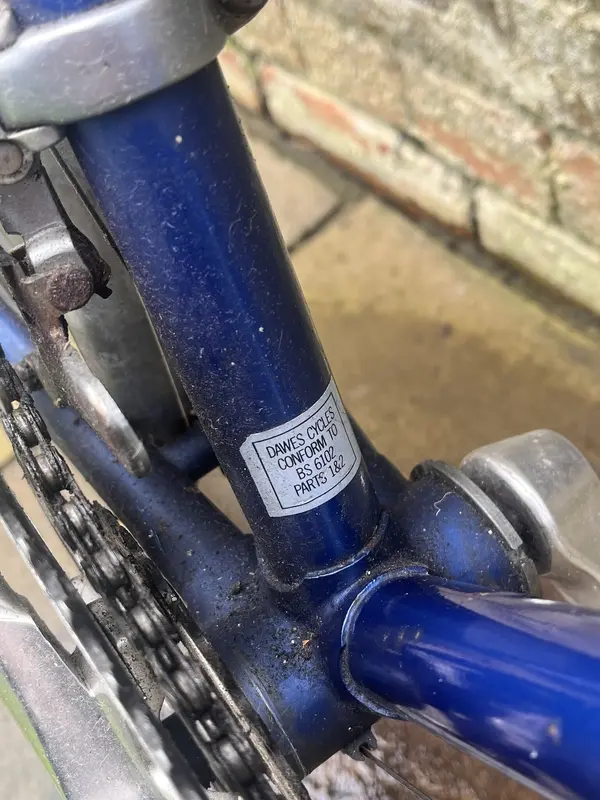 DAWES CYCLES
CONFORM TO
BS 6102
PARTS 1&2